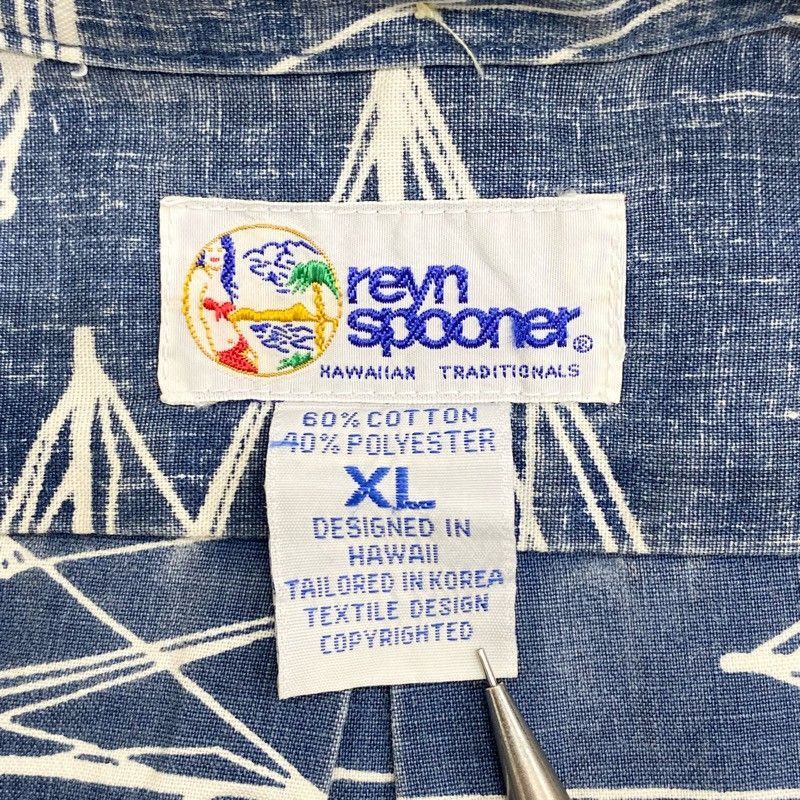 reyn
spooner®
HAWAIIAN TRADITIONALS
60% COTTON
40% POLYESTER
XL
DESIGNED IN
HAWAII
TAILORED IN KOREA
TEXTILE DESIGN
COPYRIGHTED